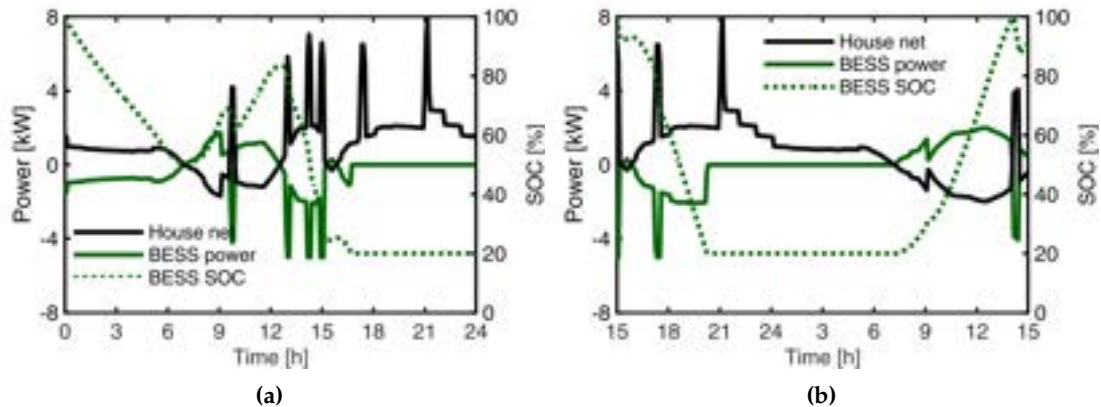 8
4
0
-4
-8
Power [kW]
100
80
60
40
20
0
SOC [%]
House net
BESS power
BESS SOC
0 3 6 9 12 15 18 21 24
Time [h]
(a)
8
4
0
-4
-8
Power [kW]
100
80
60
40
20
0
SOC [%]
House net
BESS power
BESS SOC
15 18 21 24 3 6 9 12 15
Time [h]
(b)